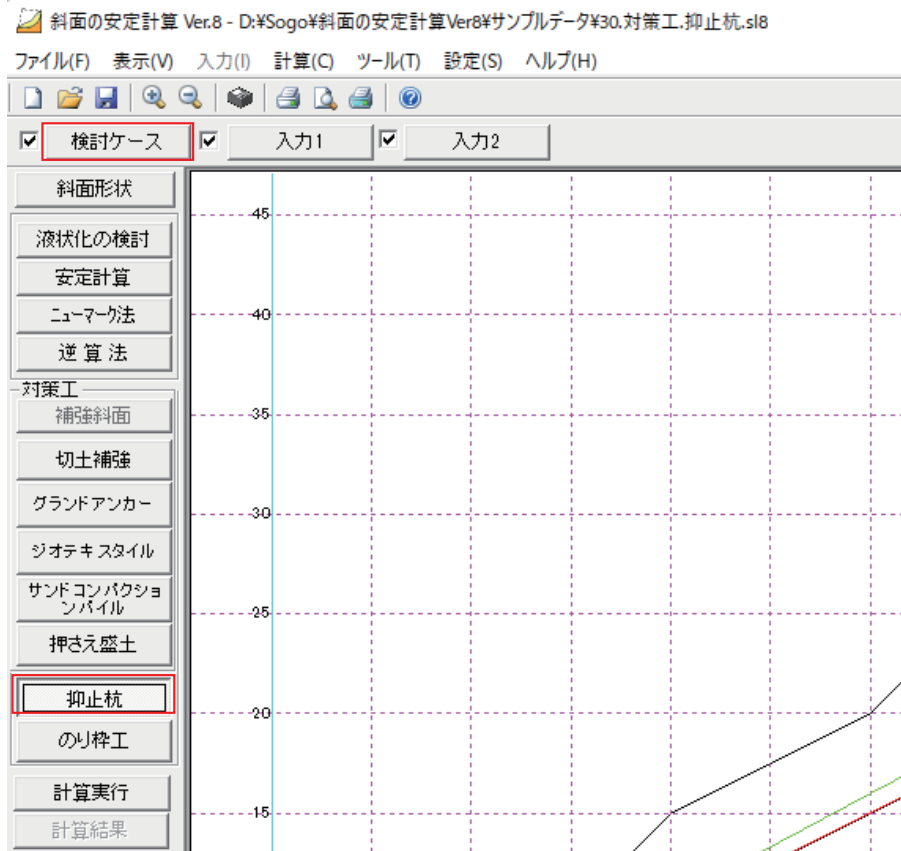 斜面の安定計算 Ver.8 - D:¥Sogo¥斜面の安定計算Ver8¥サンプルデータ¥30.対策工.抑止杭.sl8
ファイル(F) 表示(V) 入力(I) 計算(C) ツール(T) 設定(S) ヘルプ(H)
検討ケース 入力1 入力2
斜面形状
液状化の検討
安定計算
ニューマーク法
逆算法
対策工
補強斜面
切土補強
グランドアンカー
ジオテキスタイル
サンドコンパクショ
ンパイル
押さえ盛土
抑止杭
のり枠工
計算実行
計算結果
45
40
35
30
25
20
15